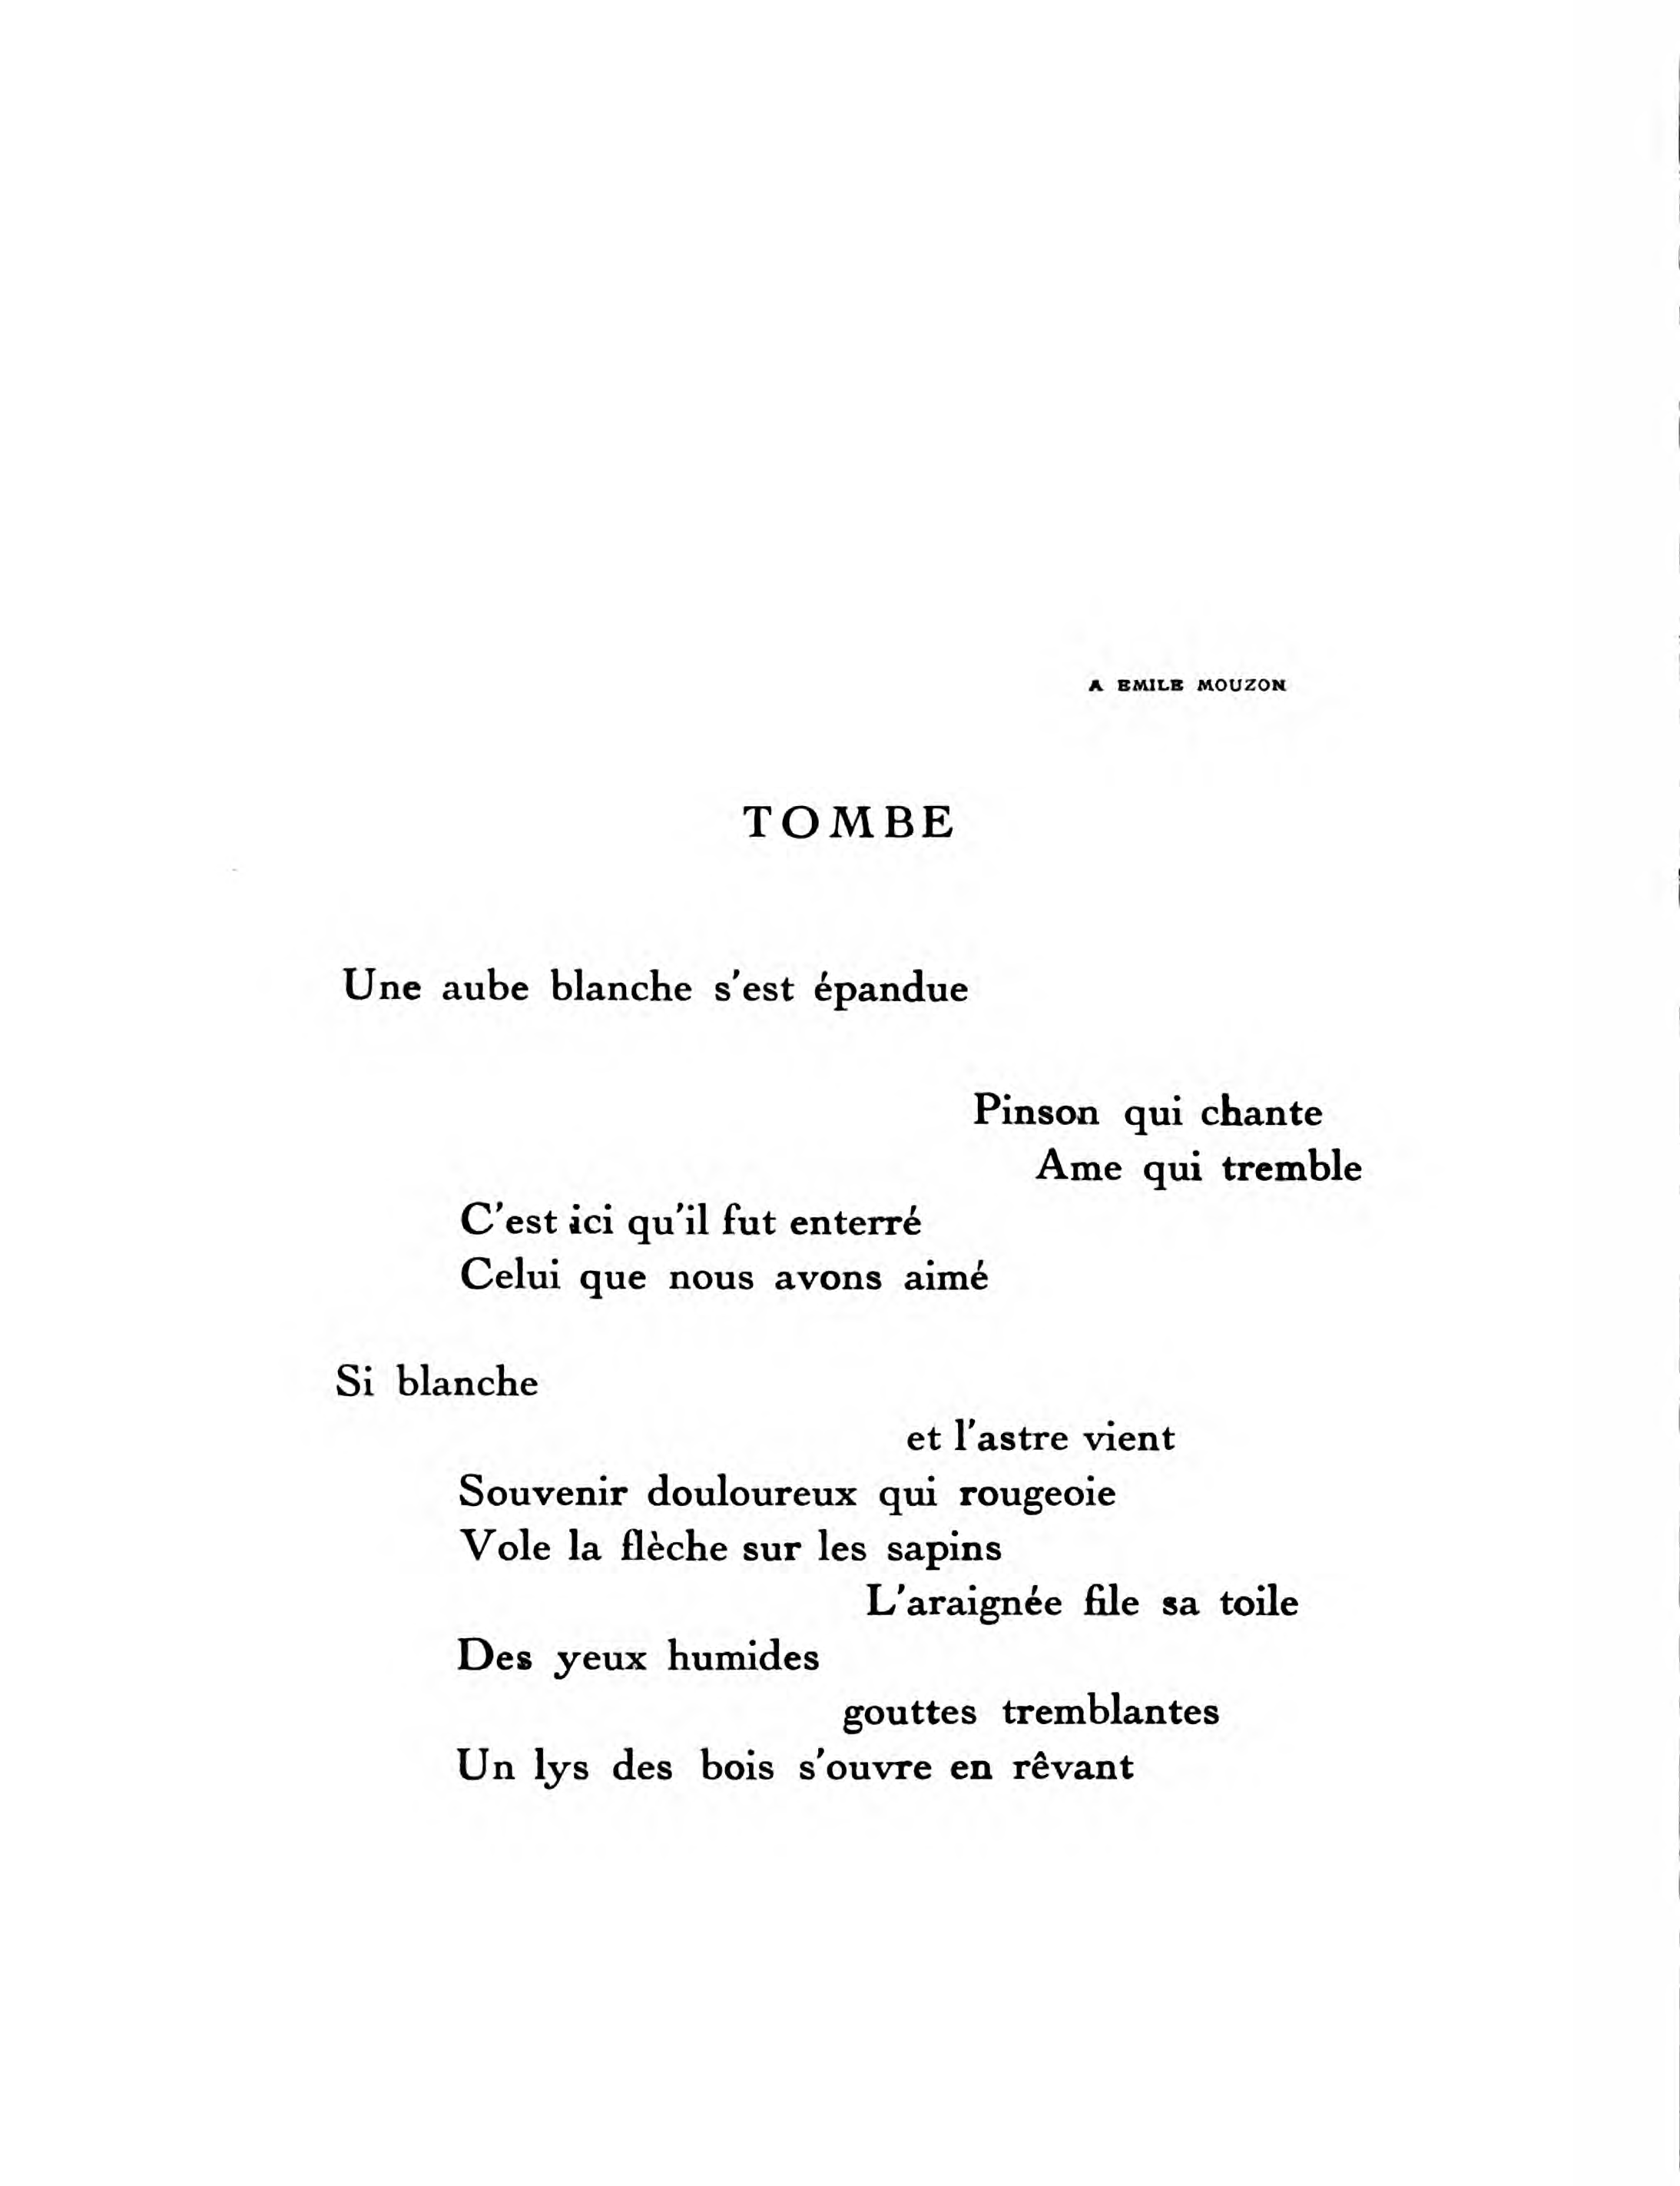 A EMILE MOUZON
TOMBE
Une aube blanche s'est épandue
Pinson qui chante
Ame qui tremble
C'est ici qu'il fut enterré
Celui que nous avons aimé
Si blanche
et l'astre vient
Souvenir douloureux qui rougeoie
Vole la flèche sur les sapins
L'araignée file sa toile
Des yeux humides
gouttes tremblantes
Un lys des bois s'ouvre en rêvant